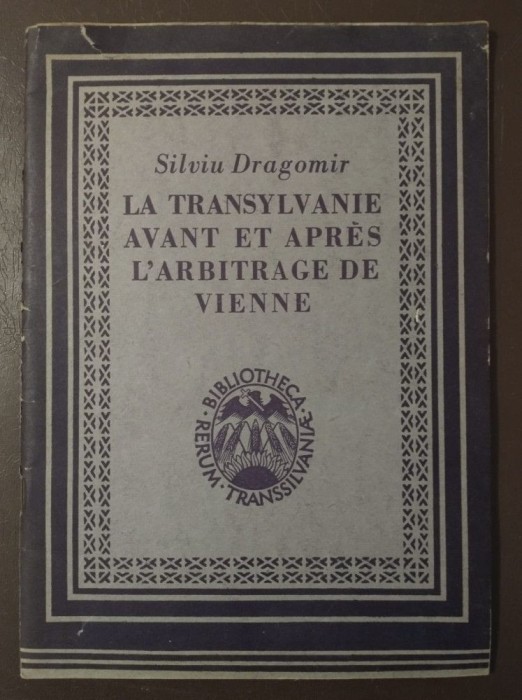 Silviu Dragomir
LA TRANSYLVANIE
AVANT ET APRÈS
L'ARBITRAGE DE
VIENNE
BIBLIOTHECA·
RERUM·TRANSSILVANIÆ·